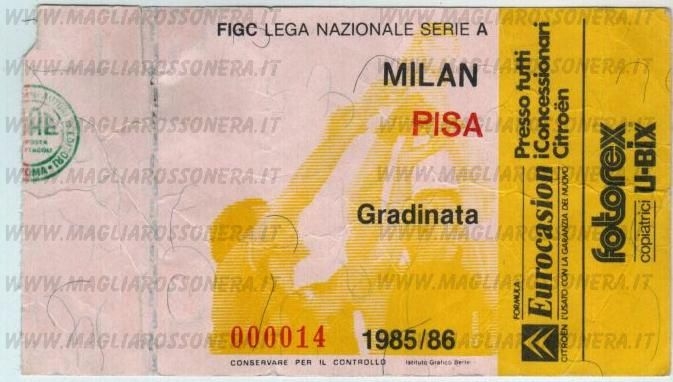 FIGC LEGA NAZIONALE SERIE A
MILAN
PISA
Gradinata
000014
1985/86
CONSERVARE PER IL CONTROLLO
Istituto Grafico Bertello
FORMULA
Eurocasion
CITROËN L'USATO CON LA GARANZIA DEL NUOVO
Presso tutti
i Concessionari
Citroën
fotorex
copiatrici U-BIX
WWW.MAGLIAROSSONERA.IT